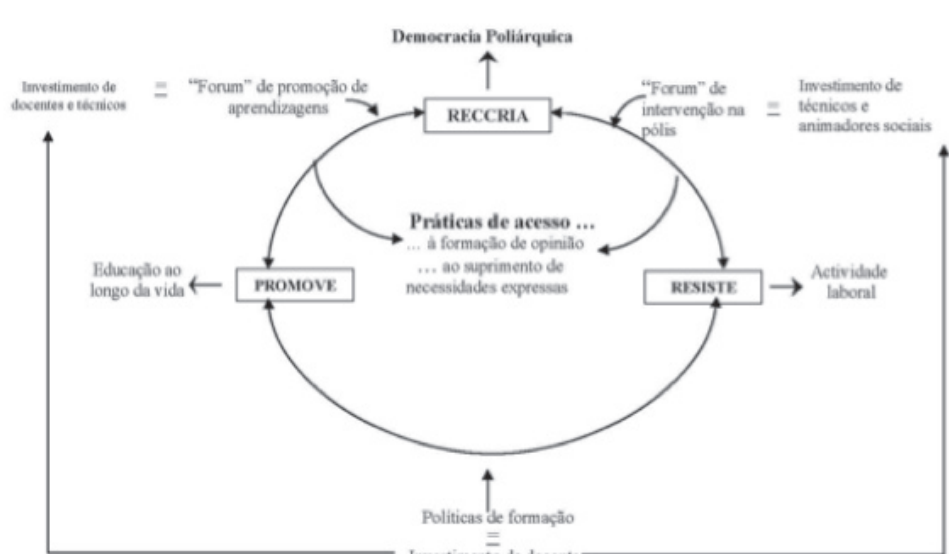 Democracia Poliárquica
Investimento de
docentes e técnicos
=
“Forum” de promoção de
aprendizagens
RECCRIA
“Forum” de
intervenção na
pólis
=
Investimento de
técnicos e
animadores sociais
Práticas de acesso ...
... à formação de opinião
... ao suprimento de
necessidades expressas
Educação ao
longo da vida
PROMOVE
RESISTE
Actividade
laboral
Políticas de formação
=